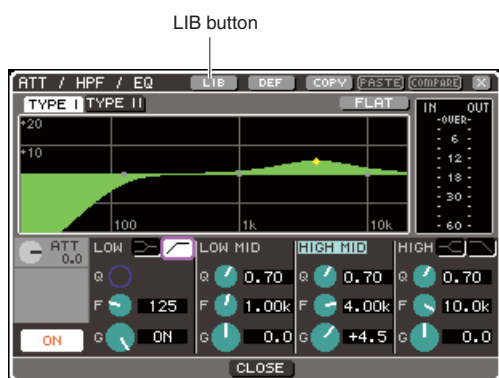 LIB button
ATT / HPF / EQ LIB DEF COPY PASTE COMPARE X
TYPE I TYPE II FLAT IN OUT
+20 -OVER-
6
+10 12
18
30
100 1k 10k 60
ATT 0.0 LOW LOW MID HIGH MID HIGH
Q Q 0.70 Q 0.70 Q 0.70
F 125 F 1.00k F 4.00k F 10.0k
ON G ON G 0.0 G +4.5 G 0.0
CLOSE